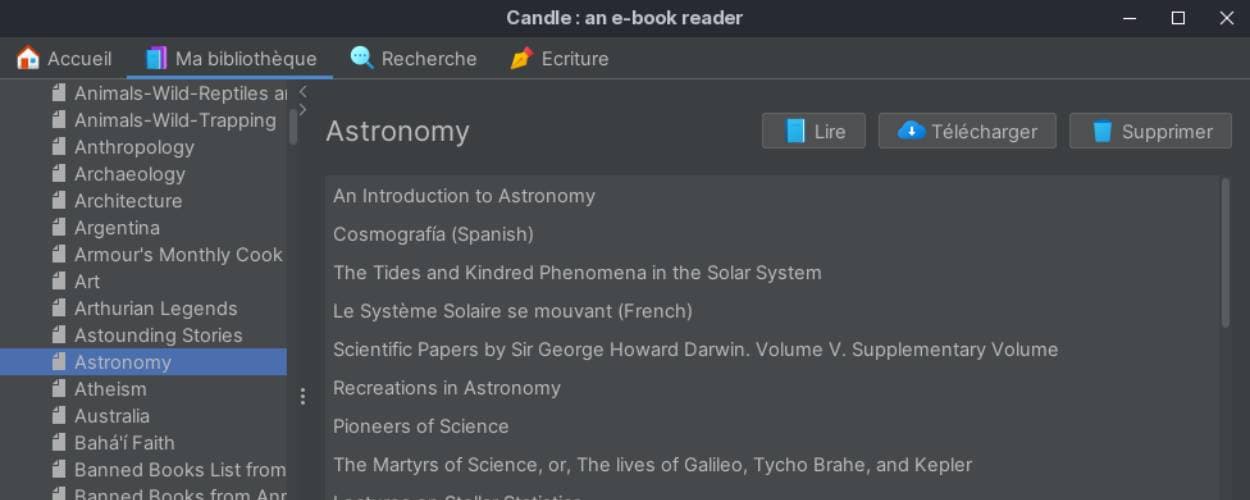 Candle : an e-book reader
Accueil
Ma bibliothèque
Recherche
Ecriture
Animals-Wild-Reptiles
Animals-Wild-Trapping
Anthropology
Archaeology
Architecture
Argentina
Armour's Monthly Cook
Art
Arthurian Legends
Astounding Stories
Astronomy
Atheism
Australia
Bahá'í Faith
Banned Books List from
Banned Books from
Astronomy
Lire
Télécharger
Supprimer
An Introduction to Astronomy
Cosmografía (Spanish)
The Tides and Kindred Phenomena in the Solar System
Le Système Solaire se mouvant (French)
Scientific Papers by Sir George Howard Darwin. Volume V. Supplementary Volume
Recreations in Astronomy
Pioneers of Science
The Martyrs of Science, or, The lives of Galileo, Tycho Brahe, and Kepler
Lectures on Stellar Statistics